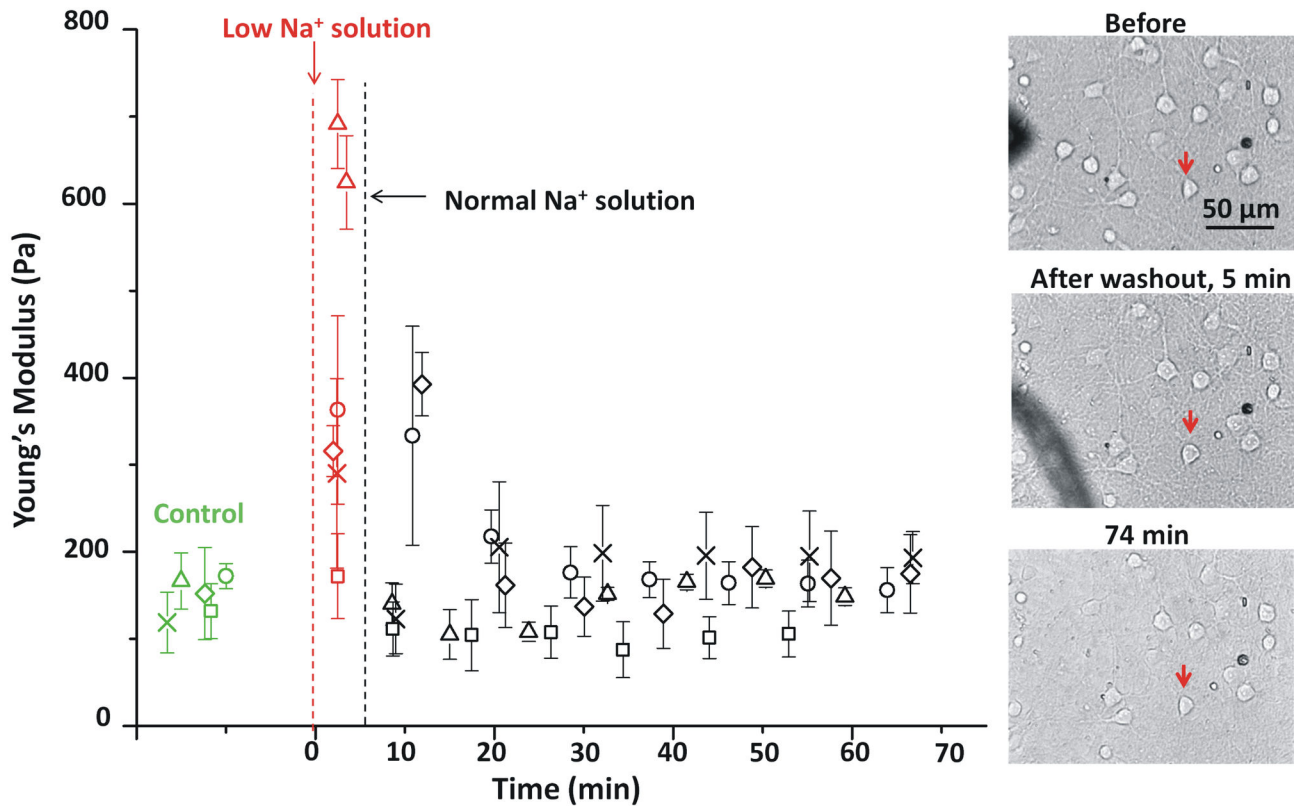 Low Na⁺ solution
Normal Na⁺ solution
Control
Young's Modulus (Pa)
800
600
400
200
0
0 10 20 30 40 50 60 70
Time (min)
Before
50 µm
After washout, 5 min
74 min